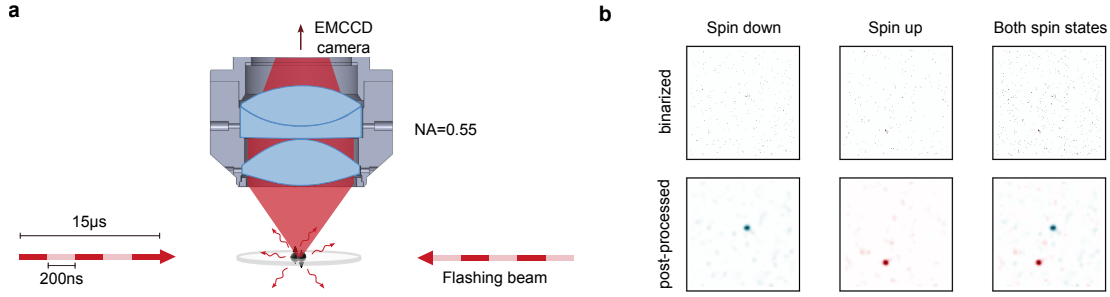 a
EMCCD
camera
NA=0.55
15µs
200ns
Flashing beam
b
Spin down
Spin up
Both spin states
binarized
post-processed